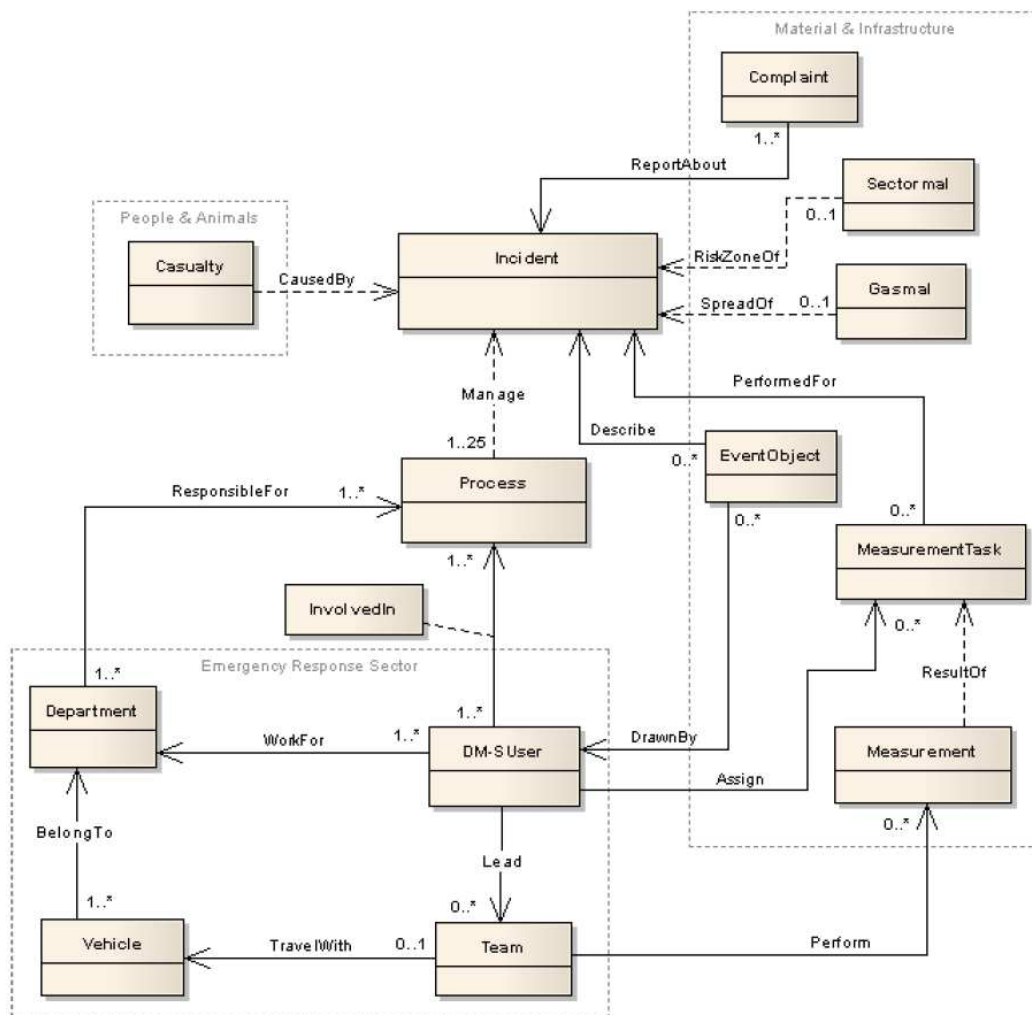 Material & Infrastructure
Complaint
1..*
ReportAbout
Sectormal
0..1
People & Animals
Casualty
CausedBy
Incident
RiskZoneOf
SpreadOf
0..1
Gasmal
Manage
PerformedFor
1..25
Describe
0..*
EventObject
ResponsibleFor
1..*
Process
0..*
0..*
1..*
MeasurementTask
InvolvedIn
0..*
Emergency Response Sector
ResultOf
1..*
1..*
Department
WorkFor
1..*
DM-SUser
DrawnBy
Measurement
Assign
0..*
BelongTo
Lead
1..*
0..*
Vehicle
TravelWith
0..1
Team
Perform